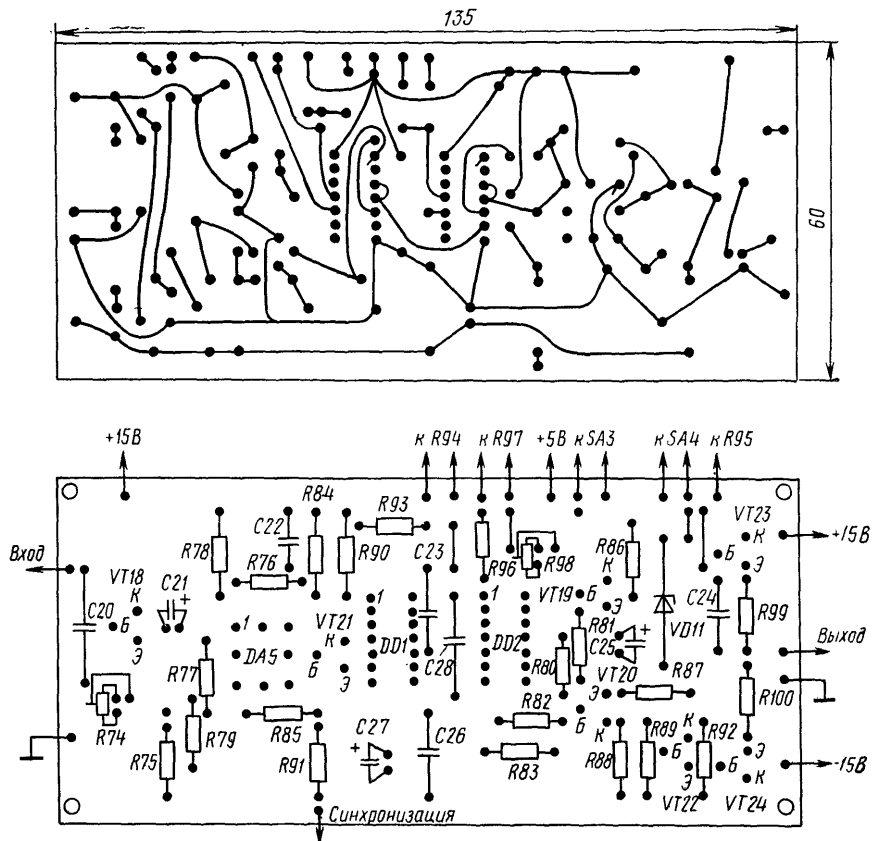 135
60
+15В
к R94
к R97
+5В
к SA3
к SA4
к R95
R84
R93
VT23
C22
К
+15В
R78
R90
C23
R96
R98
R86
Б
Вход
R76
VT19
Э
VT18
C21
+
К
К
C24
C20
К
1
VT21
1
1
Б
Э
VD11
R99
Б
Э
К
R81
Выход
R77
DA5
DD1
C28
DD2
C25
+
R80
R87
Б
Э
VT20
Э
R100
R74
R82
Б
К
R75
R79
R85
C27
+
C26
R83
R88
R89
R92
К
Б
Э
Б
Э
К
-15В
R91
VT22
VT24
Синхронизация